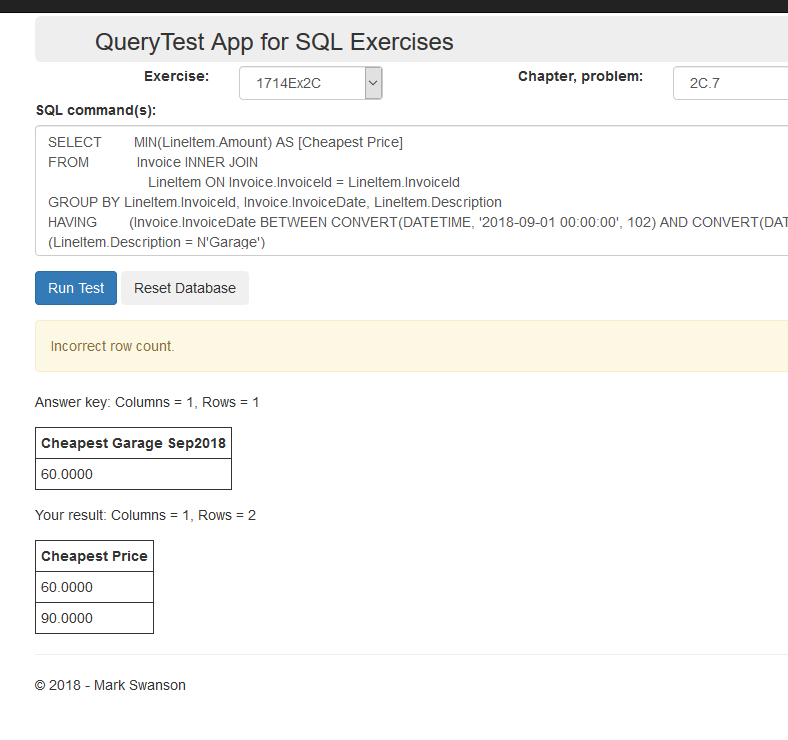 QueryTest App for SQL Exercises
Exercise: 1714Ex2C Chapter, problem: 2C.7
SQL command(s):
SELECT MIN(LineItem.Amount) AS [Cheapest Price]
FROM Invoice INNER JOIN
LineItem ON Invoice.InvoiceId = LineItem.InvoiceId
GROUP BY LineItem.InvoiceId, Invoice.InvoiceDate, LineItem.Description
HAVING (Invoice.InvoiceDate BETWEEN CONVERT(DATETIME, '2018-09-01 00:00:00', 102) AND CONVERT(DAT
(LineItem.Description = N'Garage')
Run Test Reset Database
Incorrect row count.
Answer key: Columns = 1, Rows = 1
Cheapest Garage Sep2018
60.0000
Your result: Columns = 1, Rows = 2
Cheapest Price
60.0000
90.0000
© 2018 - Mark Swanson